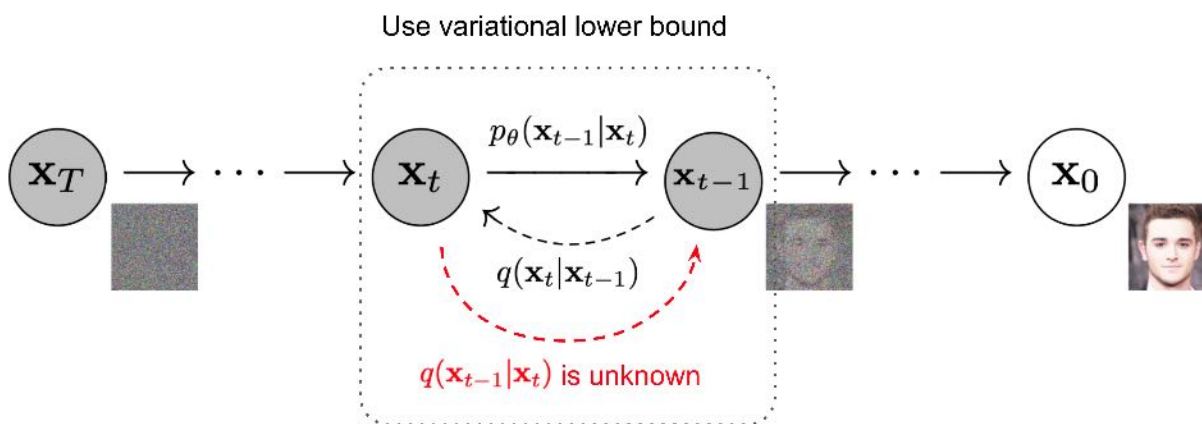 Use variational lower bound
x_T → ⋯ → x_t p_θ(x_{t−1}|x_t) x_{t−1} → ⋯ → x_0
q(x_t|x_{t−1})
q(x_{t−1}|x_t) is unknown